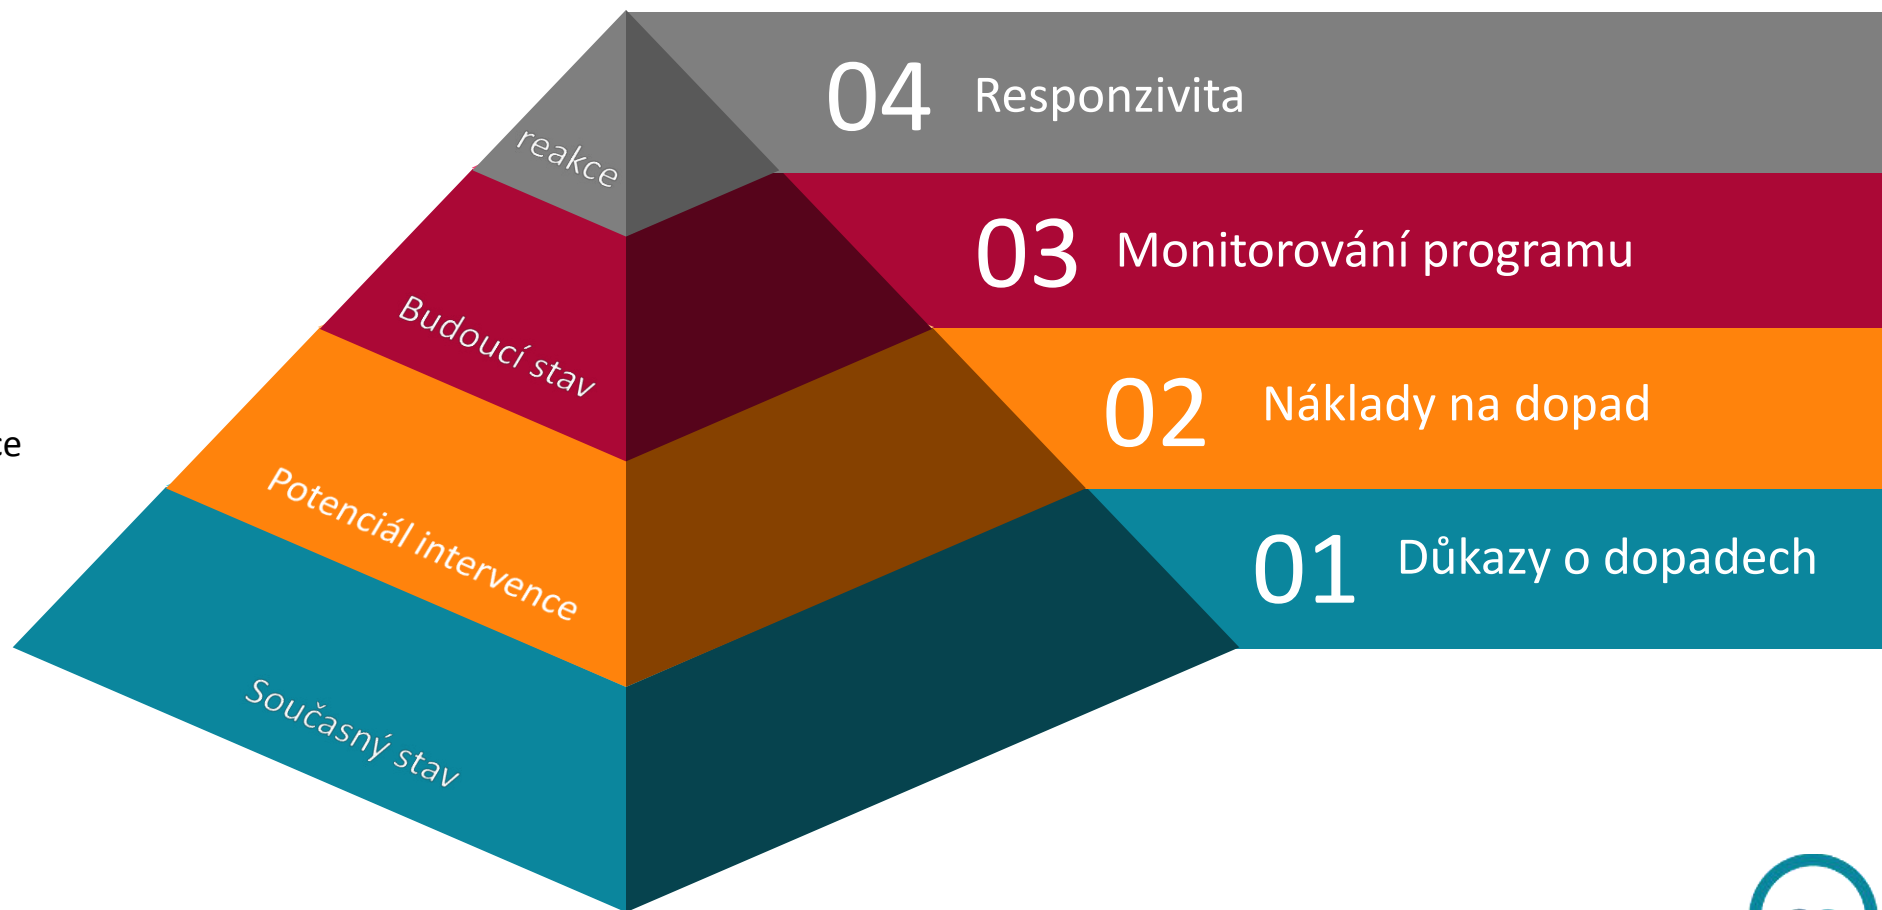 04 Responzivita
reakce
03 Monitorování programu
Budoucí stav
02 Náklady na dopad
Potenciál intervence
01 Důkazy o dopadech
Současný stav